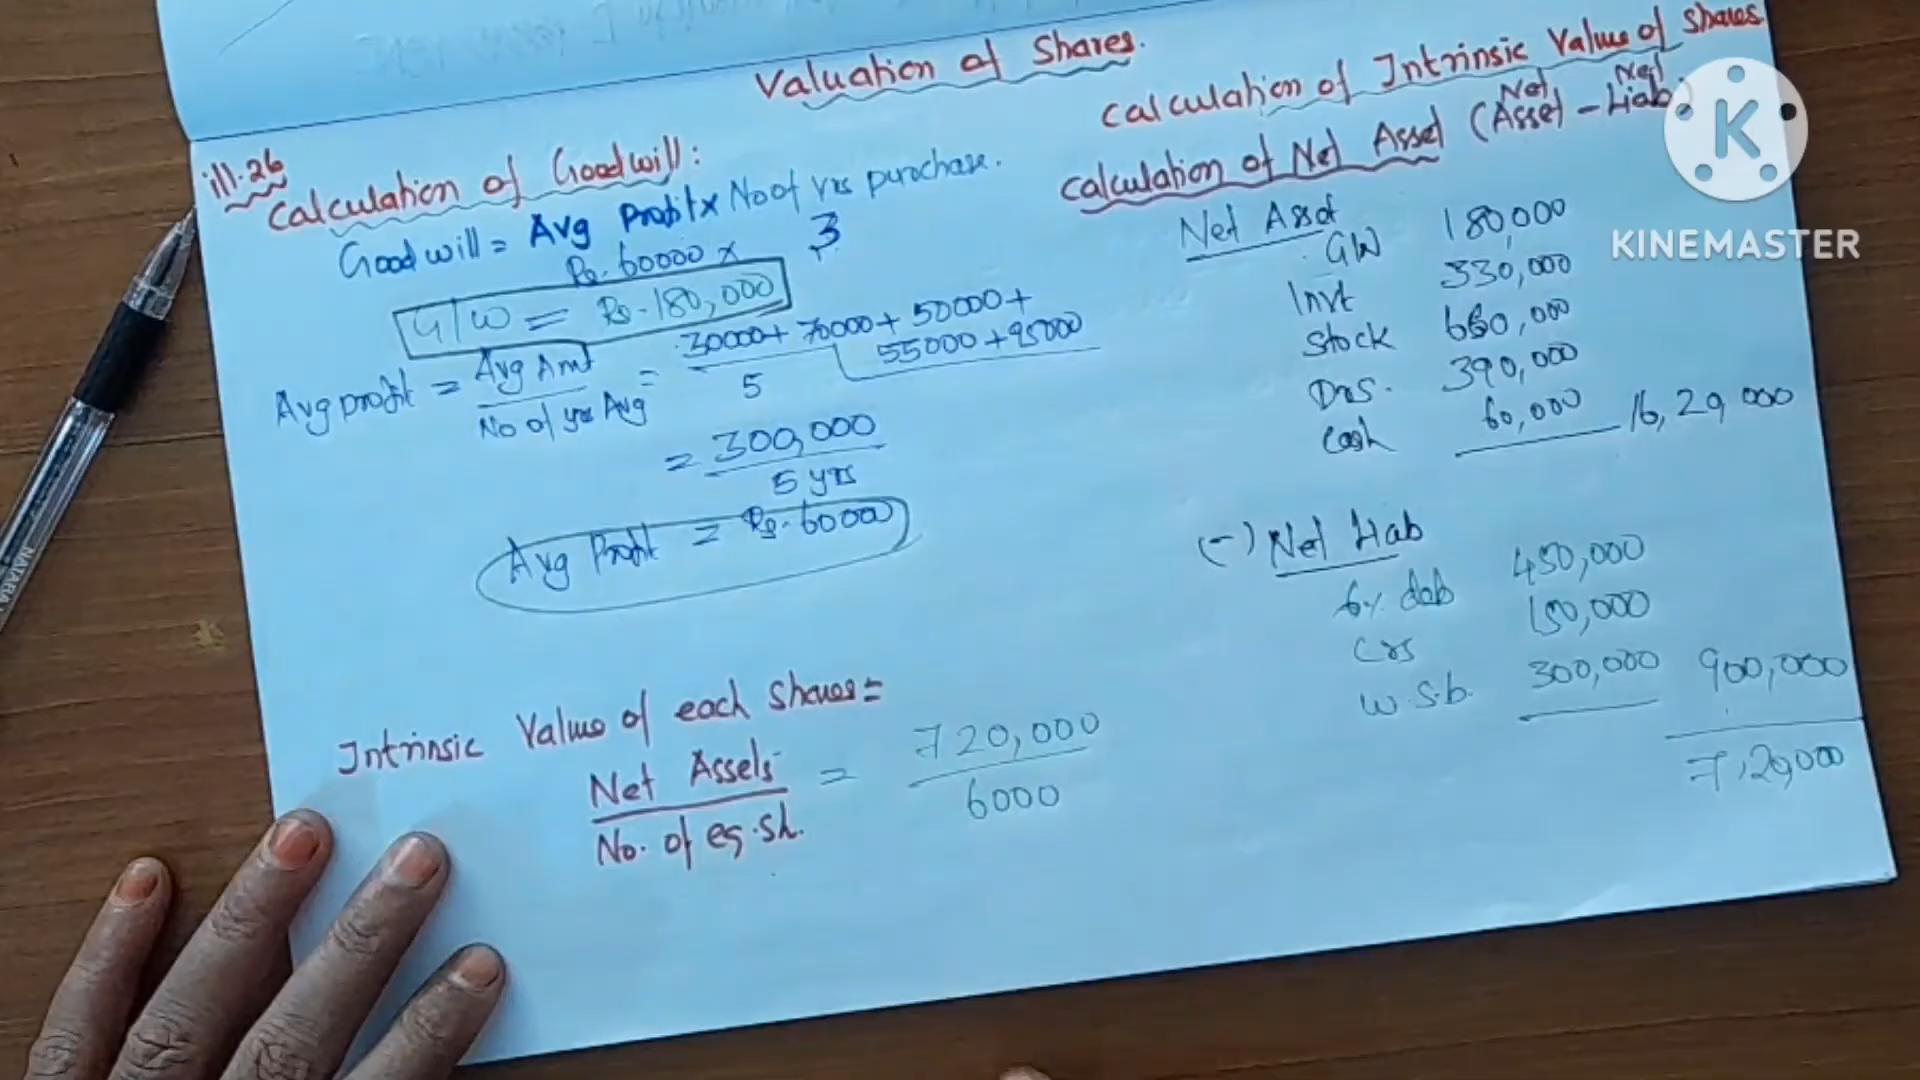 Valuation of Shares.
ill.26
Calculation of Goodwill:
Goodwill = Avg Profit x No of yrs purchase.
Rs. 60000 x 3
G/W = Rs. 180,000
Avg profit = Avg Amt / No of yrs Avg = 30000 + 70000 + 50000 + 55000 + 95000 / 5
= 300,000 / 5 yrs
Avg Profit = Rs. 60000
Intrinsic Value of each Shares =
Net Assets / No. of eq. sh. = 720,000 / 6000
Calculation of Intrinsic Value of Shares
Calculation of Net Asset (Net Asset - Net Liab)
Net Asset
G/W 180,000
Invt 330,000
Stock 660,000
Drs. 390,000
Cash 60,000 16,20,000
(-) Net Liab
6% deb 450,000
Crs 150,000
W.S.b. 300,000 900,000
7,20,000
KINEMASTER
NATARA